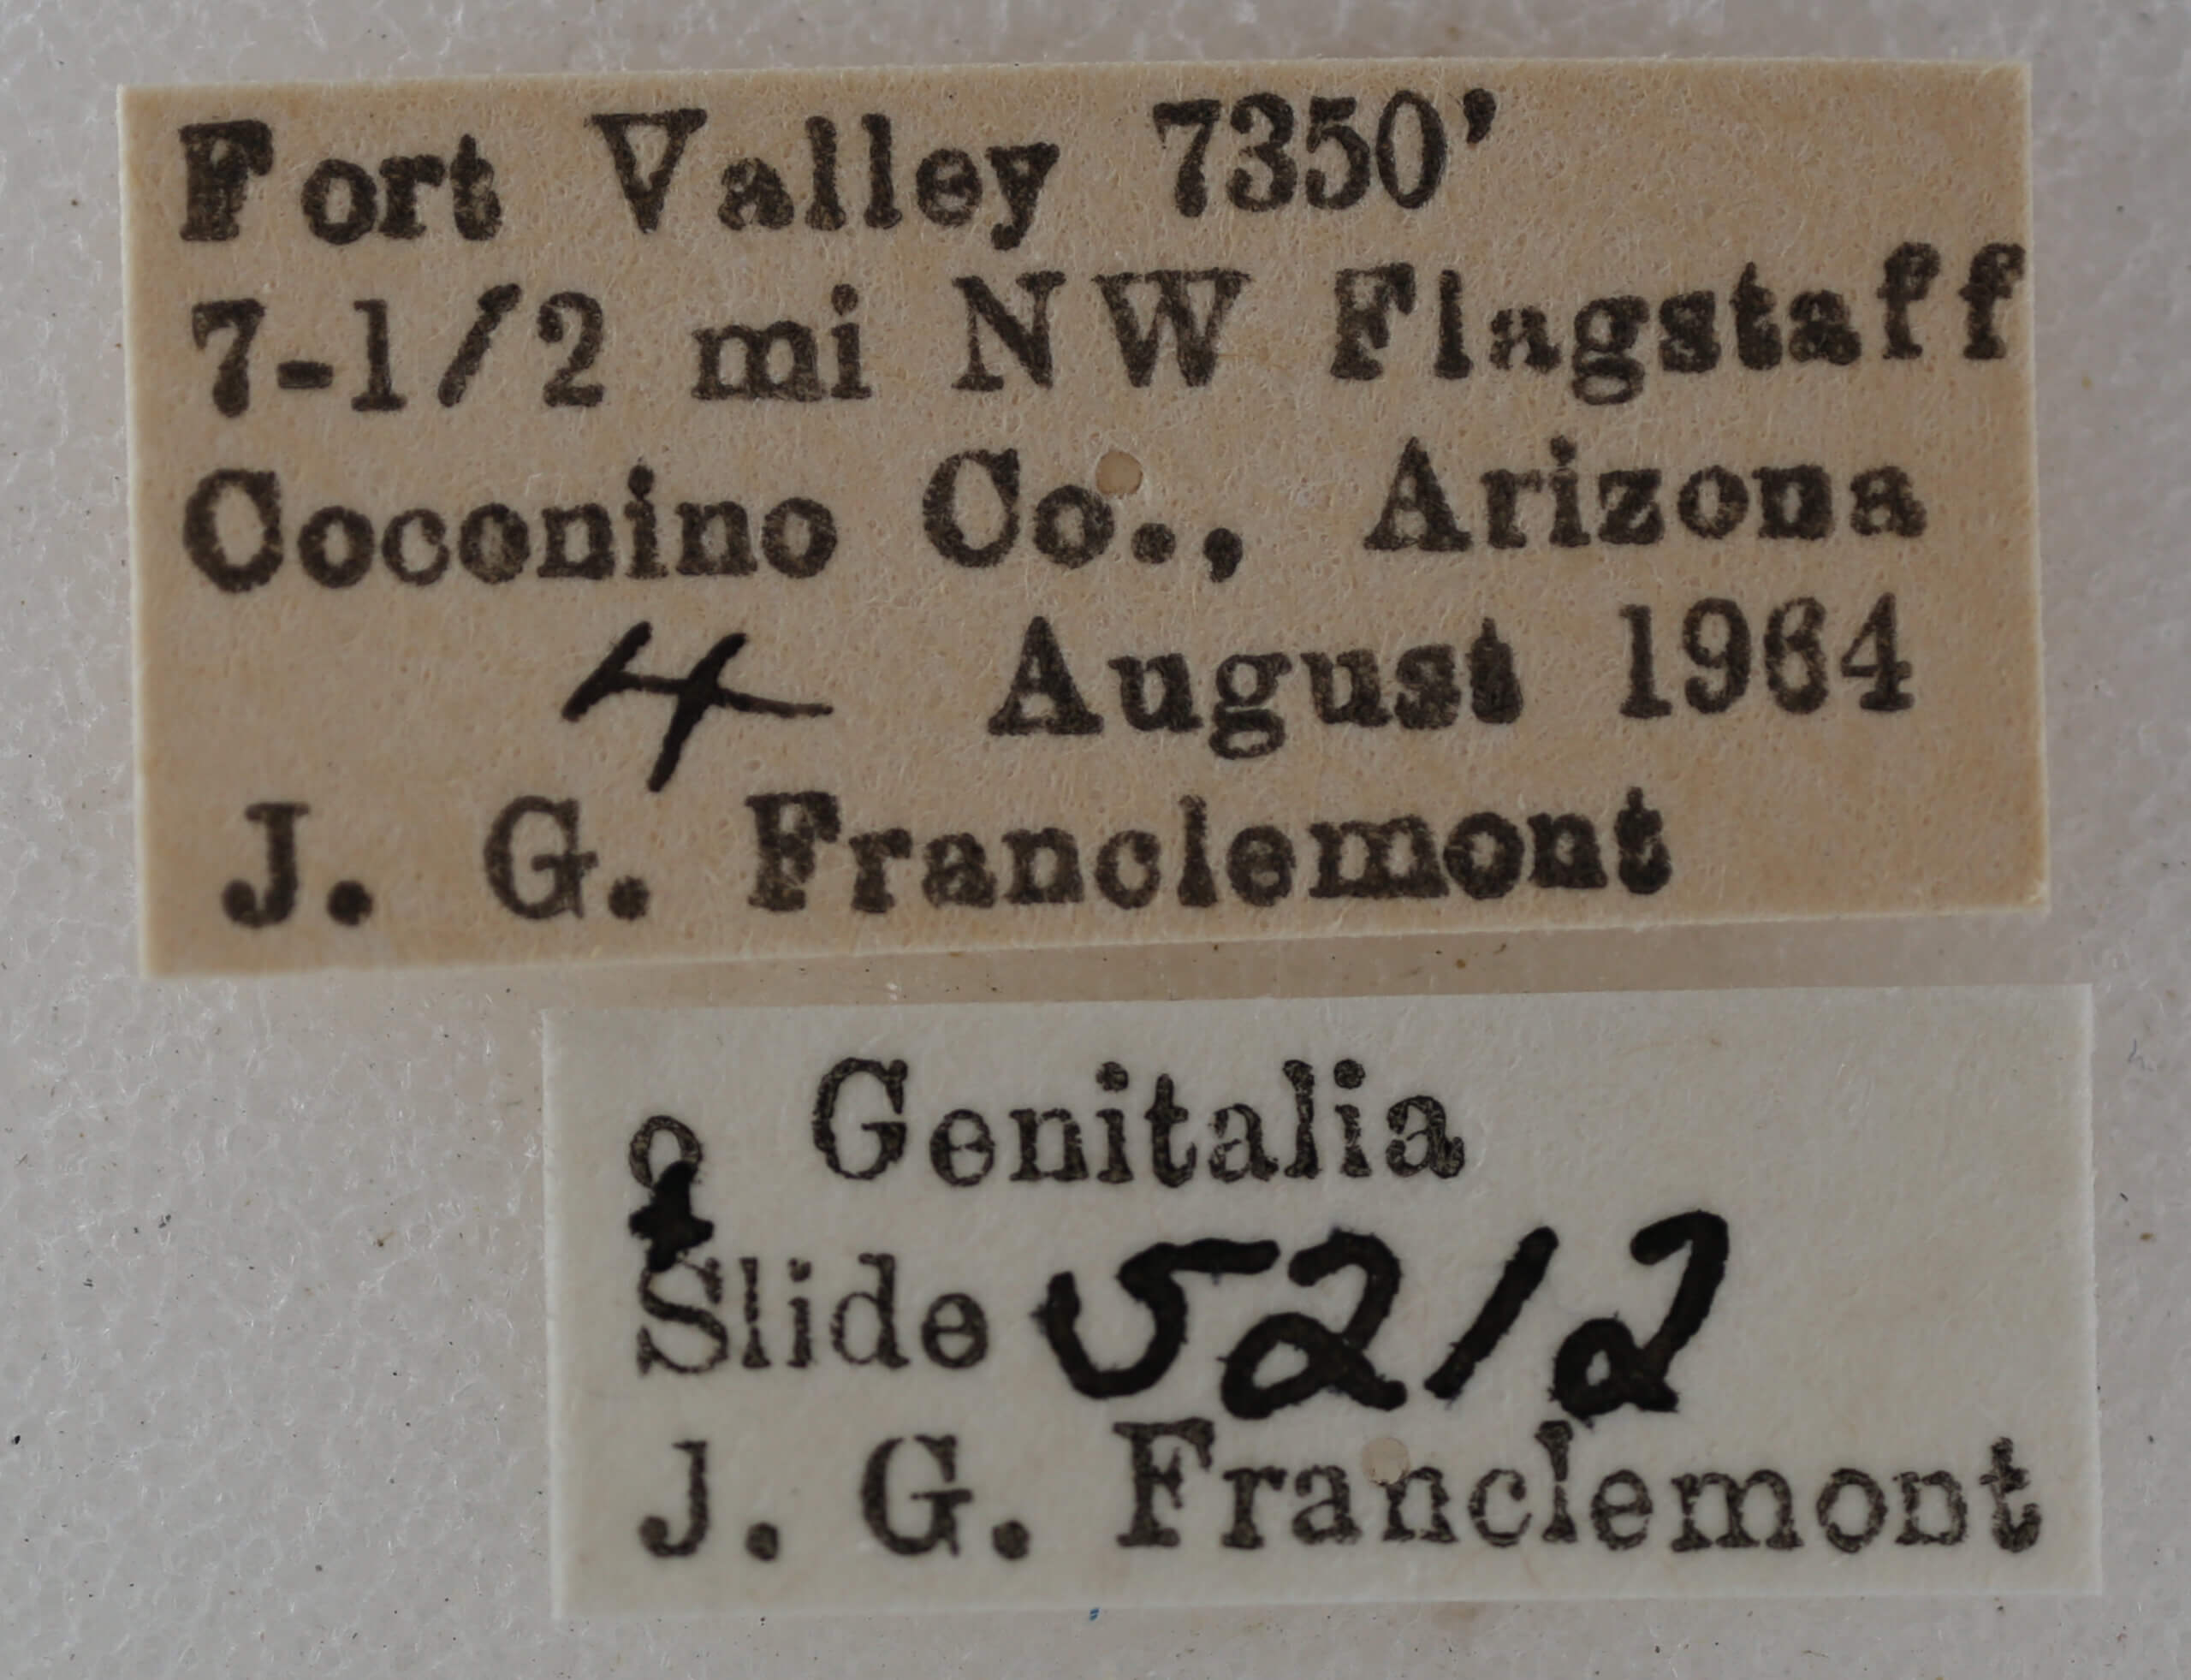 Fort Valley 7350'
7-1/2 mi NW Flagstaff
Coconino Co., Arizona
4 August 1964
J. G. Franclemont
♀ Genitalia
Slide 5212
J. G. Franclemont